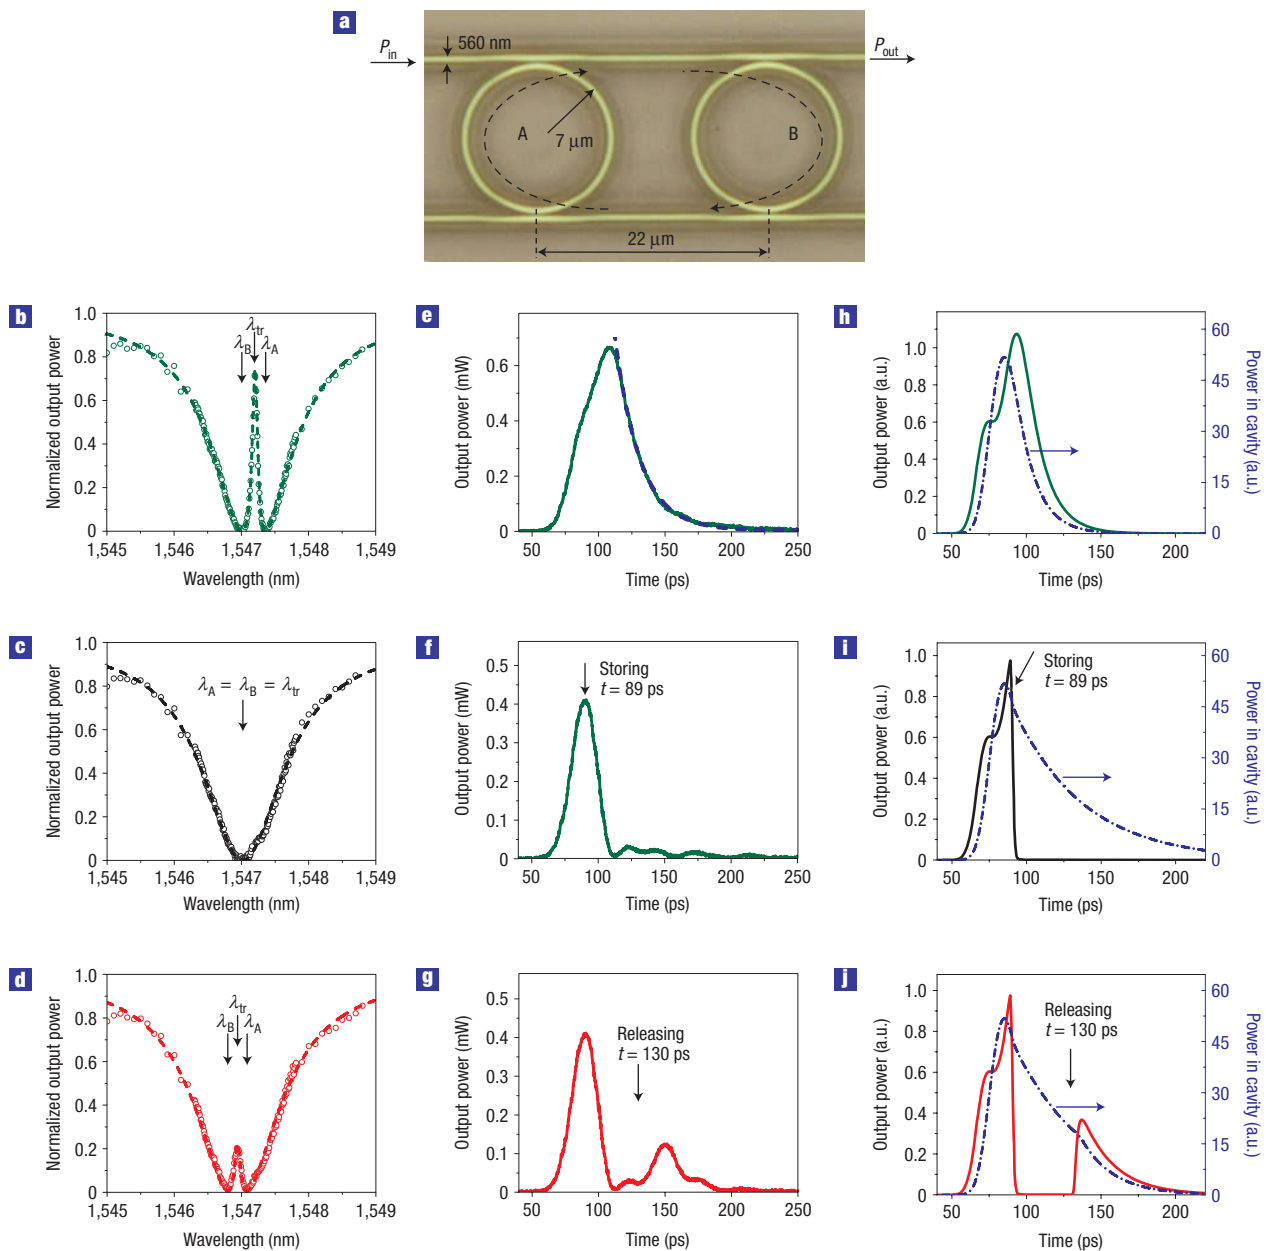 a
P_in
560 nm
P_out
A
7 μm
B
22 μm
b
Normalized output power
1.0
0.8
0.6
0.4
0.2
0
λ_tr
λ_B λ_A
1,545 1,546 1,547 1,548 1,549
Wavelength (nm)
e
Output power (mW)
0.6
0.4
0.2
0
50 100 150 200 250
Time (ps)
h
Output power (a.u.)
1.0
0.8
0.6
0.4
0.2
0
60
45
30
15
0
Power in cavity (a.u.)
50 100 150 200
Time (ps)
c
Normalized output power
1.0
0.8
0.6
0.4
0.2
0
λ_A = λ_B = λ_tr
1,545 1,546 1,547 1,548 1,549
Wavelength (nm)
f
Output power (mW)
0.5
0.4
0.3
0.2
0.1
0
Storing
t = 89 ps
50 100 150 200 250
Time (ps)
i
Output power (a.u.)
1.0
0.8
0.6
0.4
0.2
0
Storing
t = 89 ps
60
45
30
15
0
Power in cavity (a.u.)
50 100 150 200
Time (ps)
d
Normalized output power
1.0
0.8
0.6
0.4
0.2
0
λ_tr
λ_B λ_A
1,545 1,546 1,547 1,548 1,549
Wavelength (nm)
g
Output power (mW)
0.5
0.4
0.3
0.2
0.1
0
Releasing
t = 130 ps
50 100 150 200 250
Time (ps)
j
Output power (a.u.)
1.0
0.8
0.6
0.4
0.2
0
Releasing
t = 130 ps
60
45
30
15
0
Power in cavity (a.u.)
50 100 150 200
Time (ps)